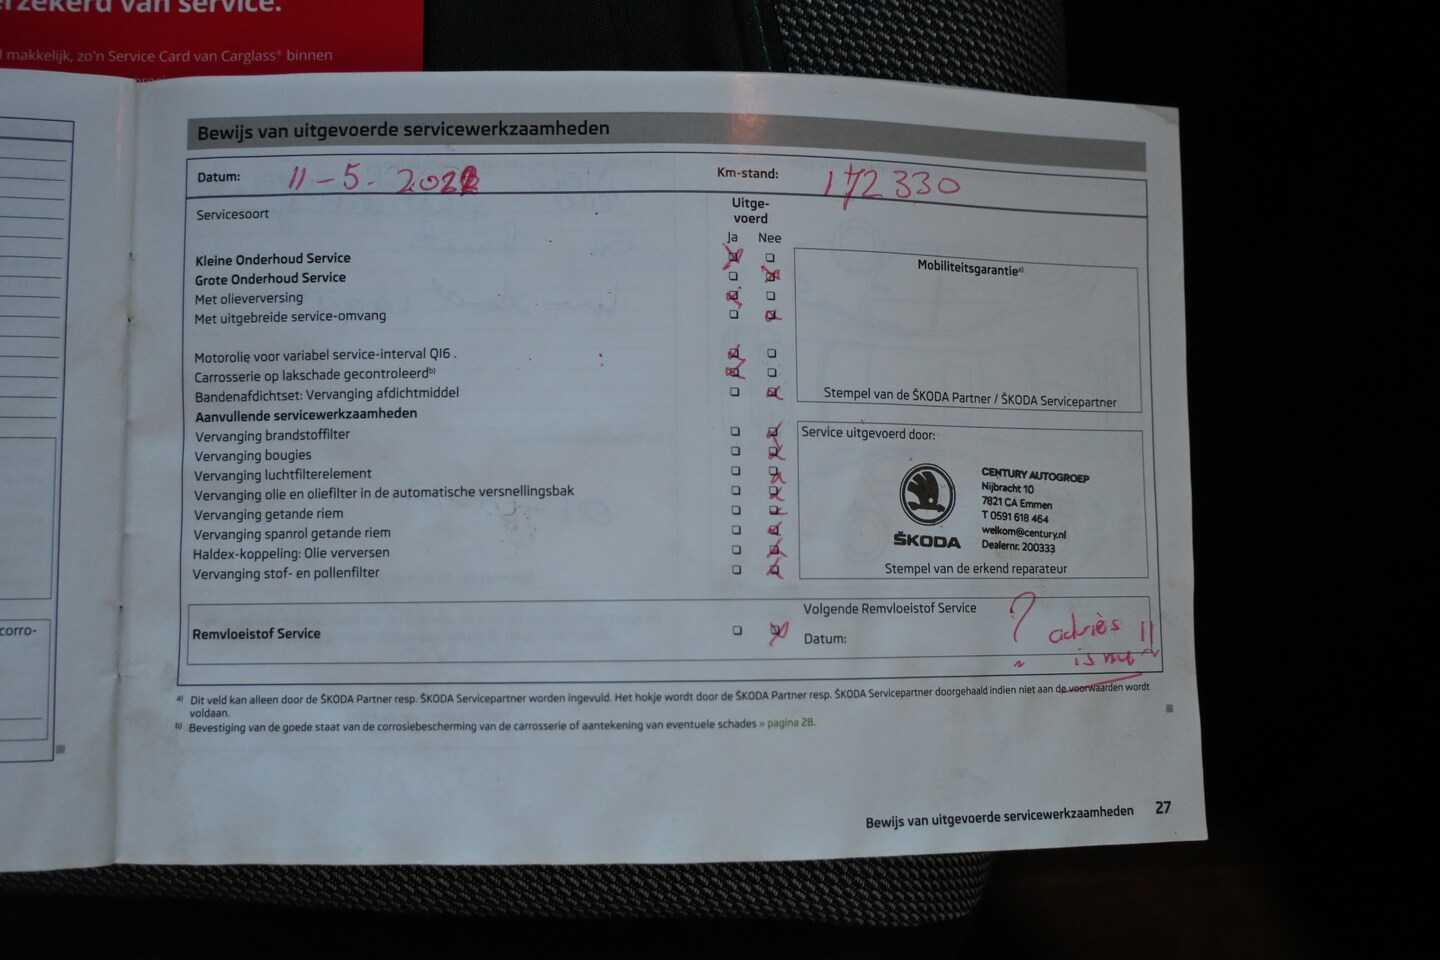 rzekerd van service.
makkelijk, zo'n Service Card van Carglass® binnen
corro-
Bewijs van uitgevoerde servicewerkzaamheden
Datum: 11-5-2022
Km-stand: 172330
Servicesoort
Uitge-
voerd
Ja Nee
Kleine Onderhoud Service
Grote Onderhoud Service
Met olieverversing
Met uitgebreide service-omvang
Motorolie voor variabel service-interval QI6 .
Carrosserie op lakschade gecontroleerd b)
Bandenafdichtset: Vervanging afdichtmiddel
Aanvullende servicewerkzaamheden
Vervanging brandstoffilter
Vervanging bougies
Vervanging luchtfilterelement
Vervanging olie en oliefilter in de automatische versnellingsbak
Vervanging getande riem
Vervanging spanrol getande riem
Haldex-koppeling: Olie verversen
Vervanging stof- en pollenfilter
Mobiliteitsgarantie a)
Stempel van de ŠKODA Partner / ŠKODA Servicepartner
Service uitgevoerd door:
ŠKODA
CENTURY AUTOGROEP
Nijbracht 10
7821 CA Emmen
T 0591 618 464
welkom@century.nl
Dealernr. 200333
Stempel van de erkend reparateur
Remvloeistof Service
Volgende Remvloeistof Service
Datum:
? adviès !!
is nu
a) Dit veld kan alleen door de ŠKODA Partner resp. ŠKODA Servicepartner worden ingevuld. Het hokje wordt door de ŠKODA Partner resp. ŠKODA Servicepartner doorgehaald indien niet aan de voorwaarden wordt
voldaan.
b) Bevestiging van de goede staat van de corrosiebescherming van de carrosserie of aantekening van eventuele schades » pagina 28.
Bewijs van uitgevoerde servicewerkzaamheden 27